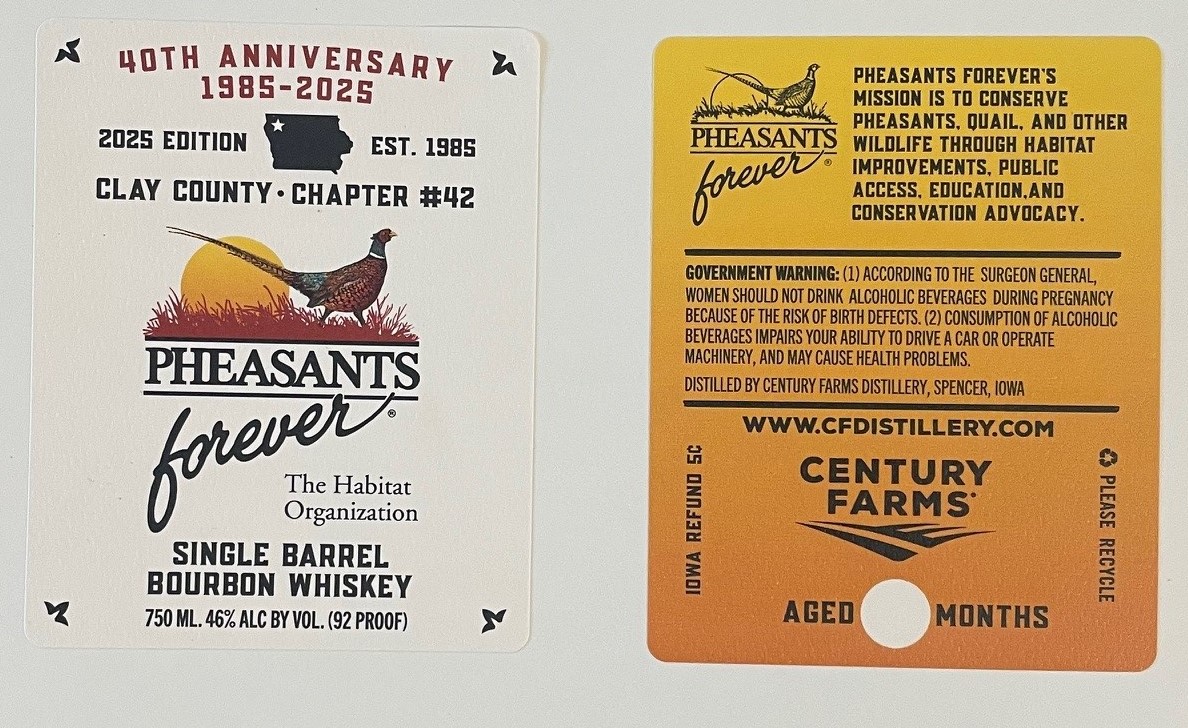 40TH ANNIVERSARY
1985-2025
2025 EDITION EST. 1985
CLAY COUNTY • CHAPTER #42
PHEASANTS
forever®
The Habitat
Organization
SINGLE BARREL
BOURBON WHISKEY
750 ML. 46% ALC BY VOL. (92 PROOF)
PHEASANTS
forever®
PHEASANTS FOREVER'S
MISSION IS TO CONSERVE
PHEASANTS, QUAIL, AND OTHER
WILDLIFE THROUGH HABITAT
IMPROVEMENTS, PUBLIC
ACCESS, EDUCATION,AND
CONSERVATION ADVOCACY.
GOVERNMENT WARNING: (1) ACCORDING TO THE SURGEON GENERAL,
WOMEN SHOULD NOT DRINK ALCOHOLIC BEVERAGES DURING PREGNANCY
BECAUSE OF THE RISK OF BIRTH DEFECTS. (2) CONSUMPTION OF ALCOHOLIC
BEVERAGES IMPAIRS YOUR ABILITY TO DRIVE A CAR OR OPERATE
MACHINERY, AND MAY CAUSE HEALTH PROBLEMS.
DISTILLED BY CENTURY FARMS DISTILLERY, SPENCER, IOWA
WWW.CFDISTILLERY.COM
IOWA REFUND 5¢
CENTURY
FARMS
PLEASE RECYCLE
AGED MONTHS